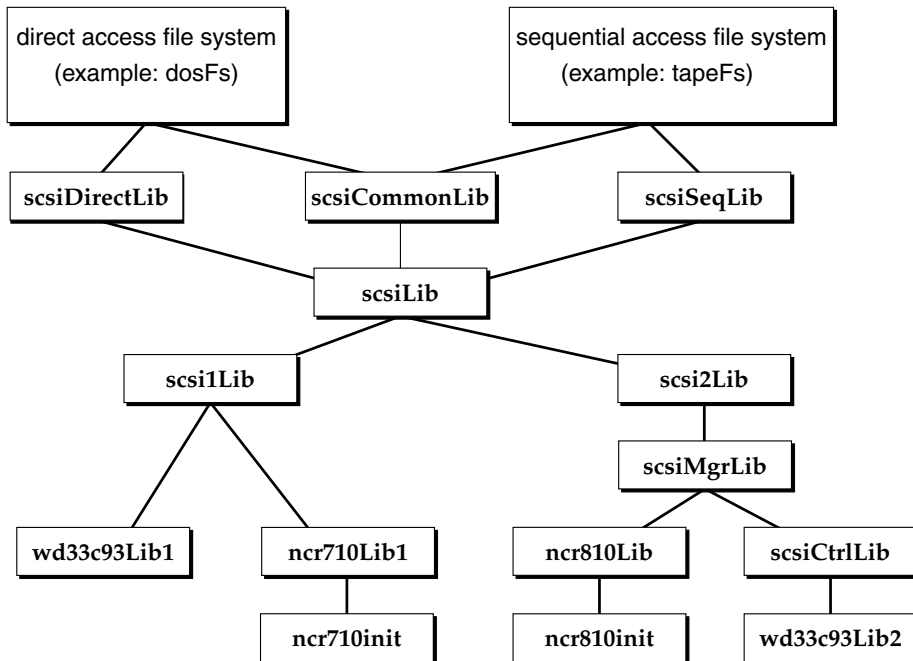 direct access file system
(example: dosFs)
sequential access file system
(example: tapeFs)
scsiDirectLib
scsiCommonLib
scsiSeqLib
scsiLib
scsi1Lib
scsi2Lib
scsiMgrLib
wd33c93Lib1
ncr710Lib1
ncr810Lib
scsiCtrlLib
ncr710init
ncr810init
wd33c93Lib2